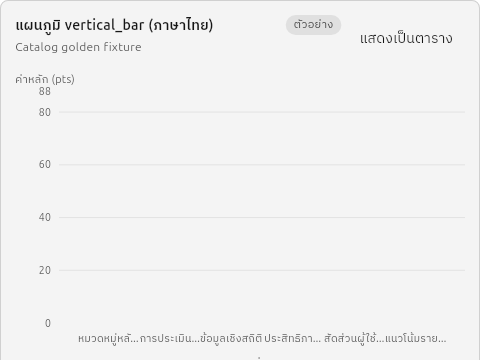 แผนภูมิ vertical_bar (ภาษาไทย)
ตัวอย่าง
แสดงเป็นตาราง
Catalog golden fixture
ค่าหลัก (pts)
88
80
60
40
20
0
หมวดหมู่หลั... การประเมิน... ข้อมูลเชิงสถิติ ประสิทธิภา... สัดส่วนผู้ใช้... แนวโน้มราย...